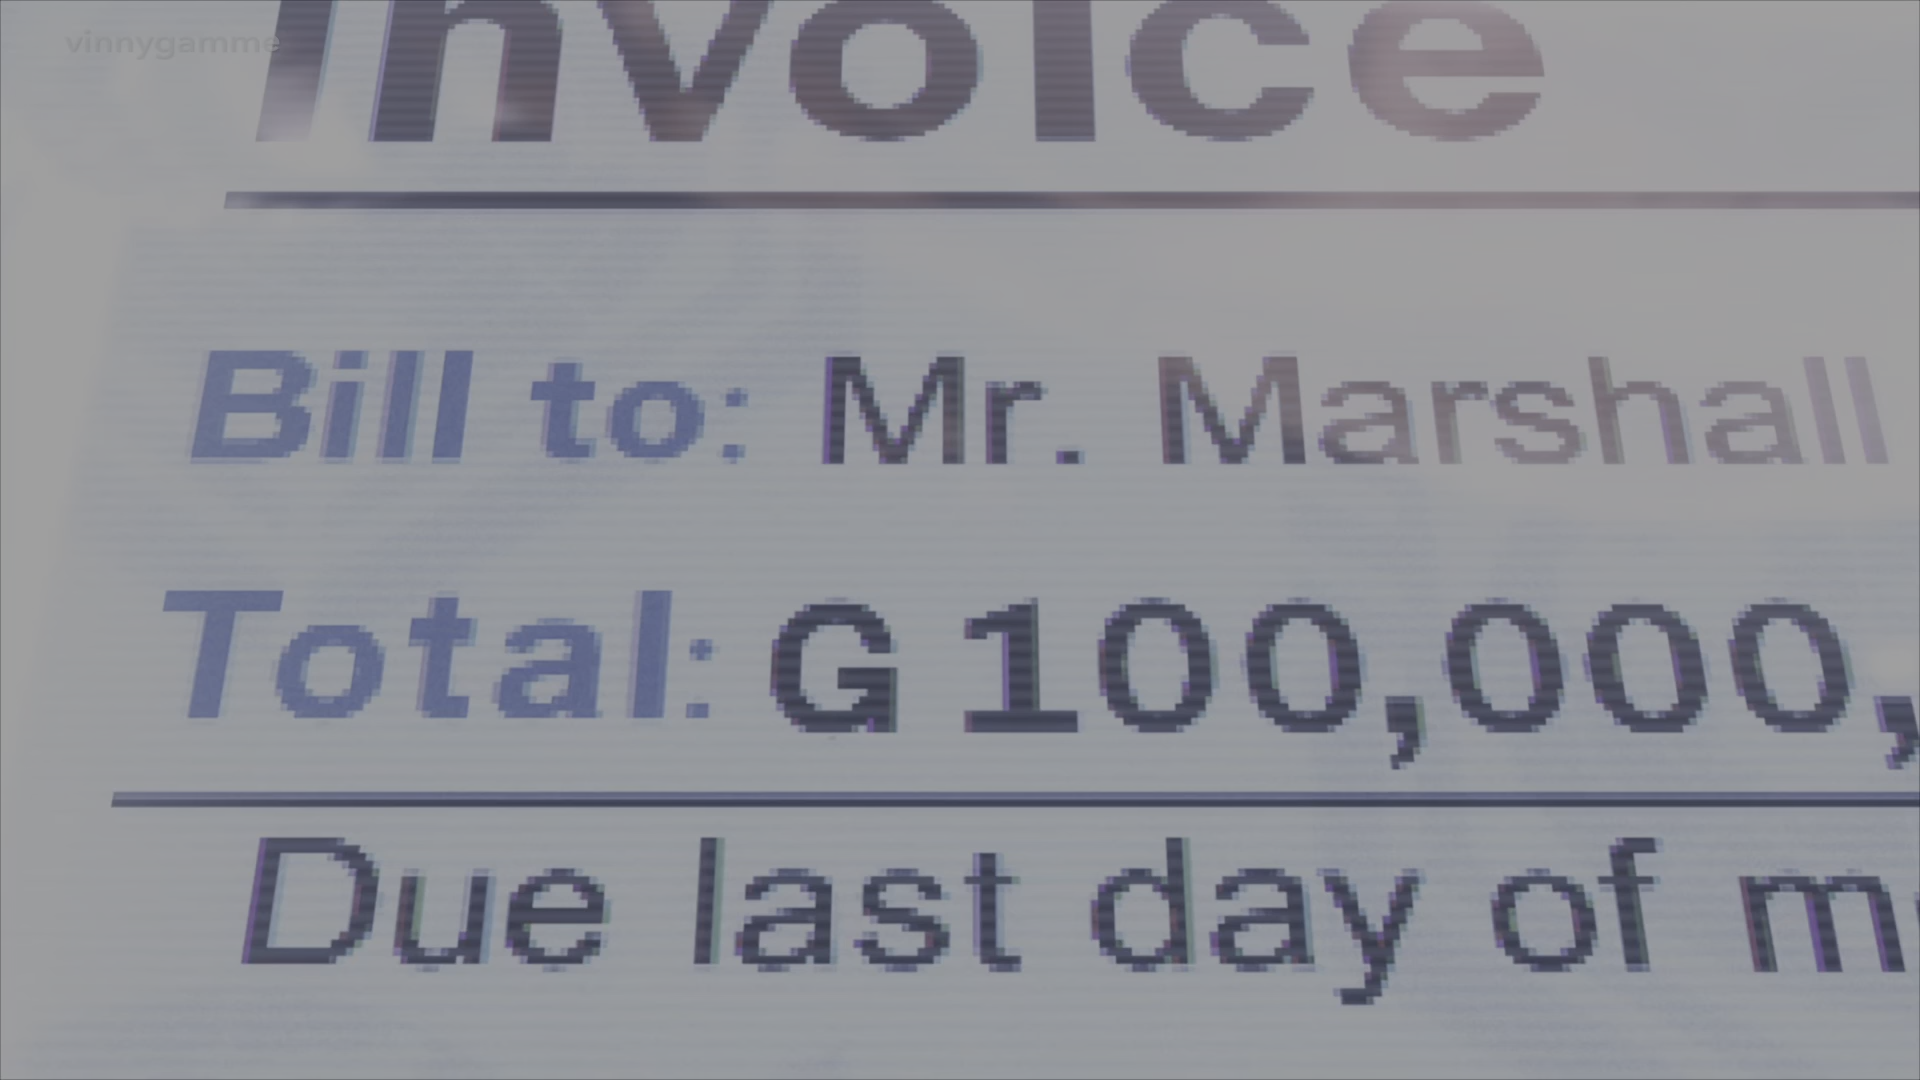 vinnygamme
Invoice
Bill to: Mr. Marshall
Total: G 100,000,
Due last day of m